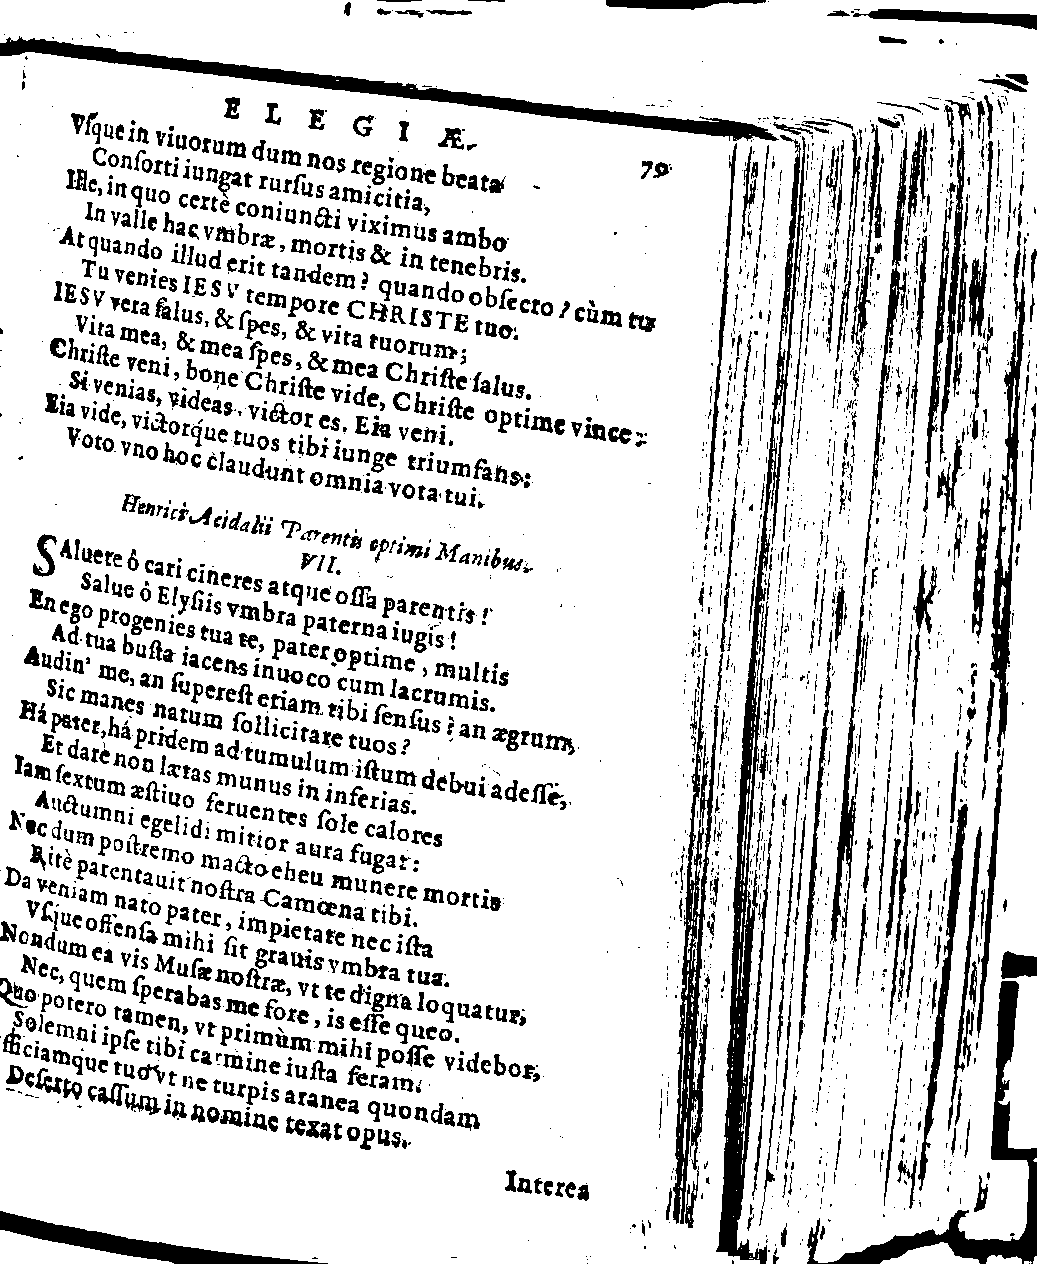 ELEGIÆ.
79
Vſque in viuorum dum nos regione beata
Conſorti iungat rurſus amicitia,
Ille, in quo certè coniuncti viximus ambo
In valle hac vmbræ, mortis & in tenebris.
At quando illud erit tandem? quando obſecro? cùm tu
Tu venies IESV tempore CHRISTE tuo.
IESV vera ſalus, & ſpes, & vita tuorum;
Vita mea, & mea ſpes, & mea Chriſte ſalus.
Chriſte veni, bone Chriſte vide, Chriſte optime vince;
Si venias, videas, victor es. Eia veni.
Eia vide, victorque tuos tibi iunge triumfans:
Voto vno hoc claudunt omnia vota tui.
Henrici Acidalii Parentis optimi Manibus.
VII.
SAluete ô cari cineres atque oſſa parentis!
Salue ô Elyſiis vmbra paterna iugis!
En ego progenies tua te, pater optime, multis
Ad tua buſta iacens inuoco cum lacrumis.
Audin' me, an ſupereſt etiam tibi ſenſus? an ægrum,
Sic manes natum ſollicitare tuos?
Há pater, há pridem ad tumulum iſtum debui adeſſe,
Et dare non lætas munus in inferias.
Iam ſextum æſtiuo feruentes ſole calores
Auctumni egelidi mitior aura fugat:
Nec dum poſtremo macto eheu munere mortis
Ritè parentauit noſtra Camœna tibi.
Da veniam nato pater, impietate nec iſta
Vſque offenſa mihi ſit grauis vmbra tua.
Nondum ea vis Muſæ noſtræ, vt te digna loquatur,
Nec, quem ſperabas me fore, is eſſe queo.
Quo potero tamen, vt primùm mihi poſſe videbor,
Solemni ipſe tibi carmine iuſta feram.
fficiamque tuo vt ne turpis aranea quondam
Deſerto caſſum in nomine texat opus.
Interea